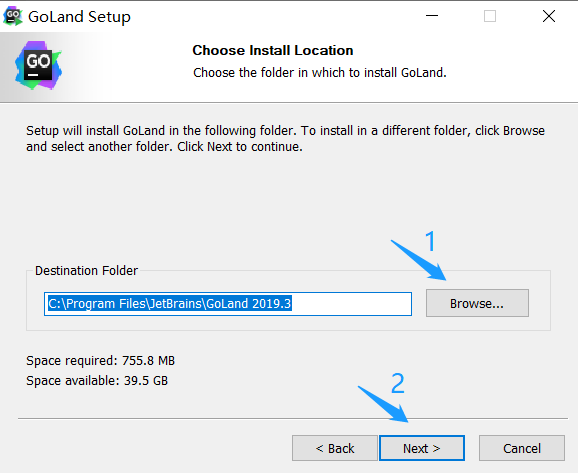 GoLand Setup
GO
Choose Install Location
Choose the folder in which to install GoLand.
Setup will install GoLand in the following folder. To install in a different folder, click Browse
and select another folder. Click Next to continue.
1
Destination Folder
C:\Program Files\JetBrains\GoLand 2019.3
Browse...
Space required: 755.8 MB
Space available: 39.5 GB
2
< Back
Next >
Cancel